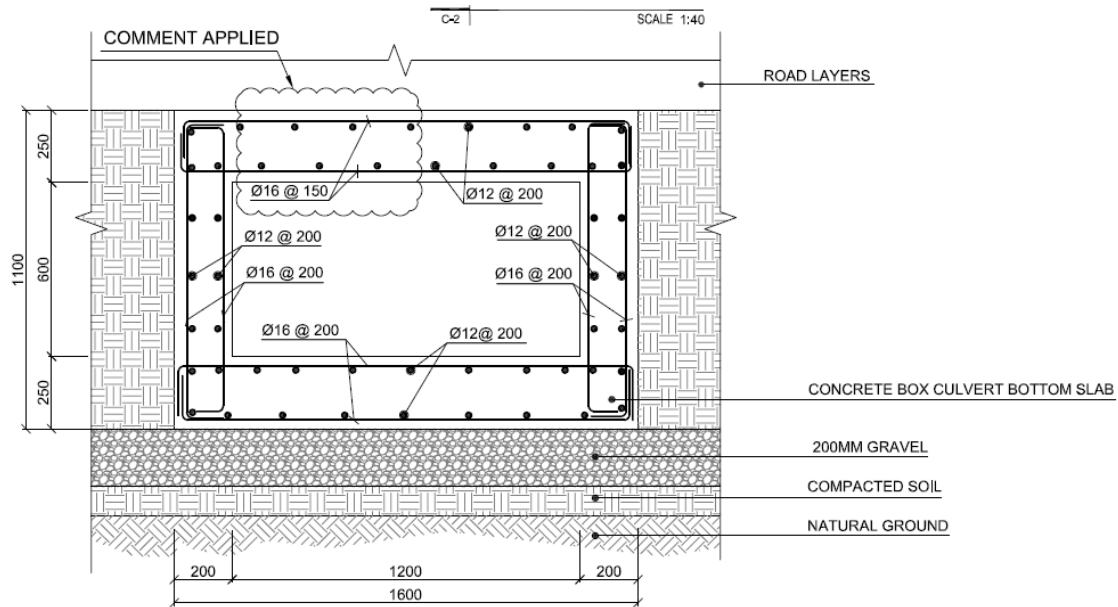 C-2
SCALE 1:40
COMMENT APPLIED
ROAD LAYERS
250
Ø16 @ 150
Ø12 @ 200
1100
600
Ø12 @ 200
Ø16 @ 200
Ø12 @ 200
Ø16 @ 200
Ø16 @ 200
Ø12@ 200
250
CONCRETE BOX CULVERT BOTTOM SLAB
200MM GRAVEL
COMPACTED SOIL
NATURAL GROUND
200
1200
200
1600